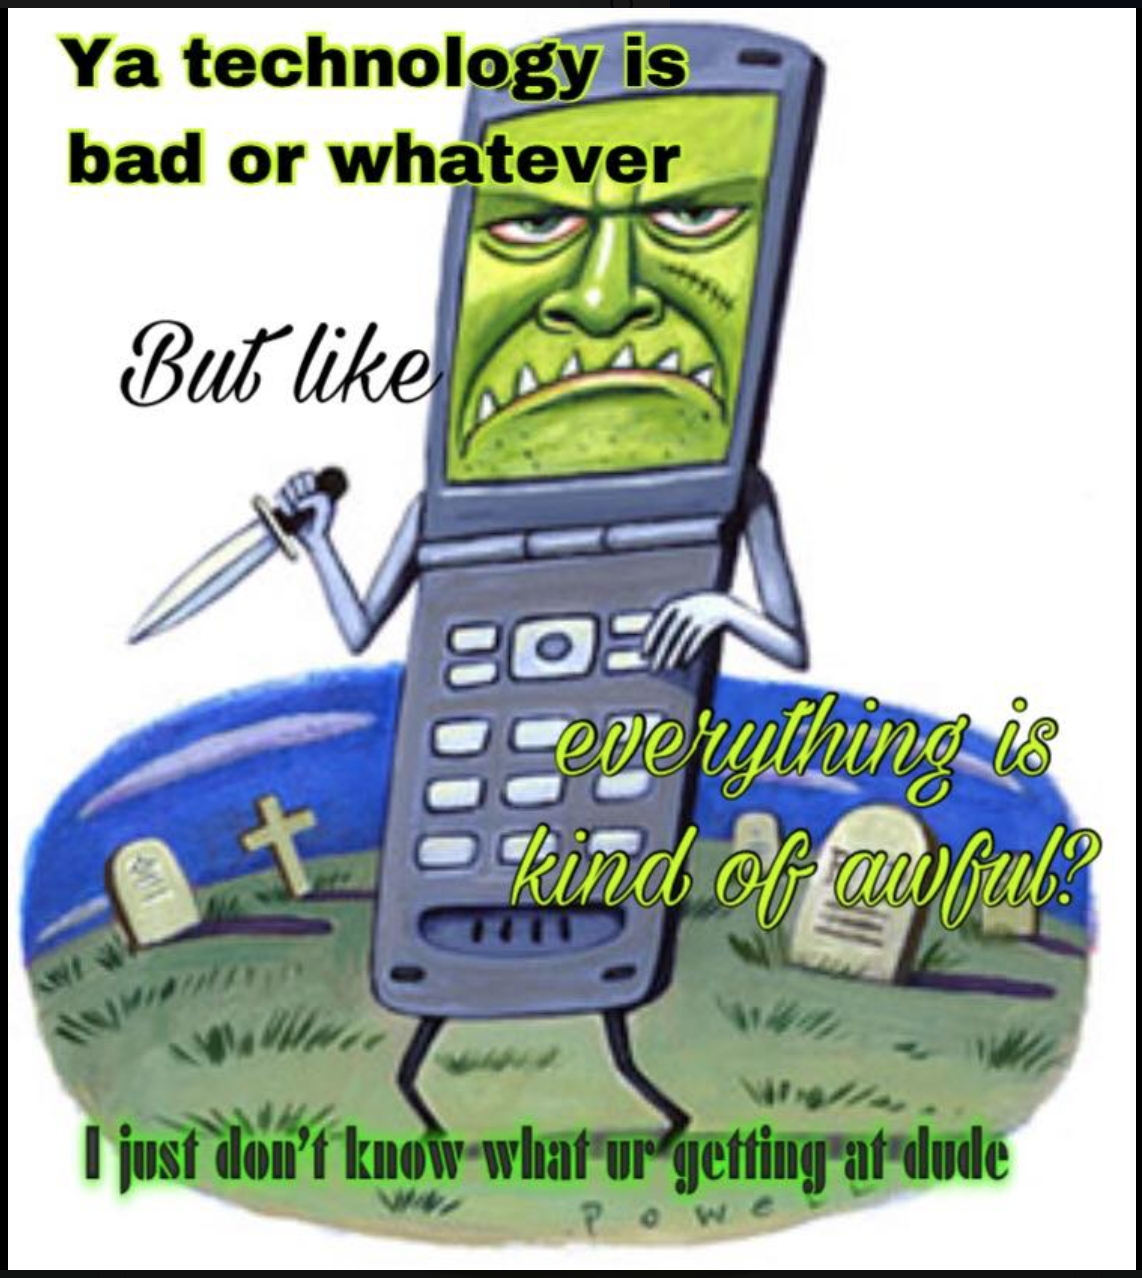 Ya technology is
bad or whatever
But like
everything is
kind of awful?
I just don't know what ur getting at dude